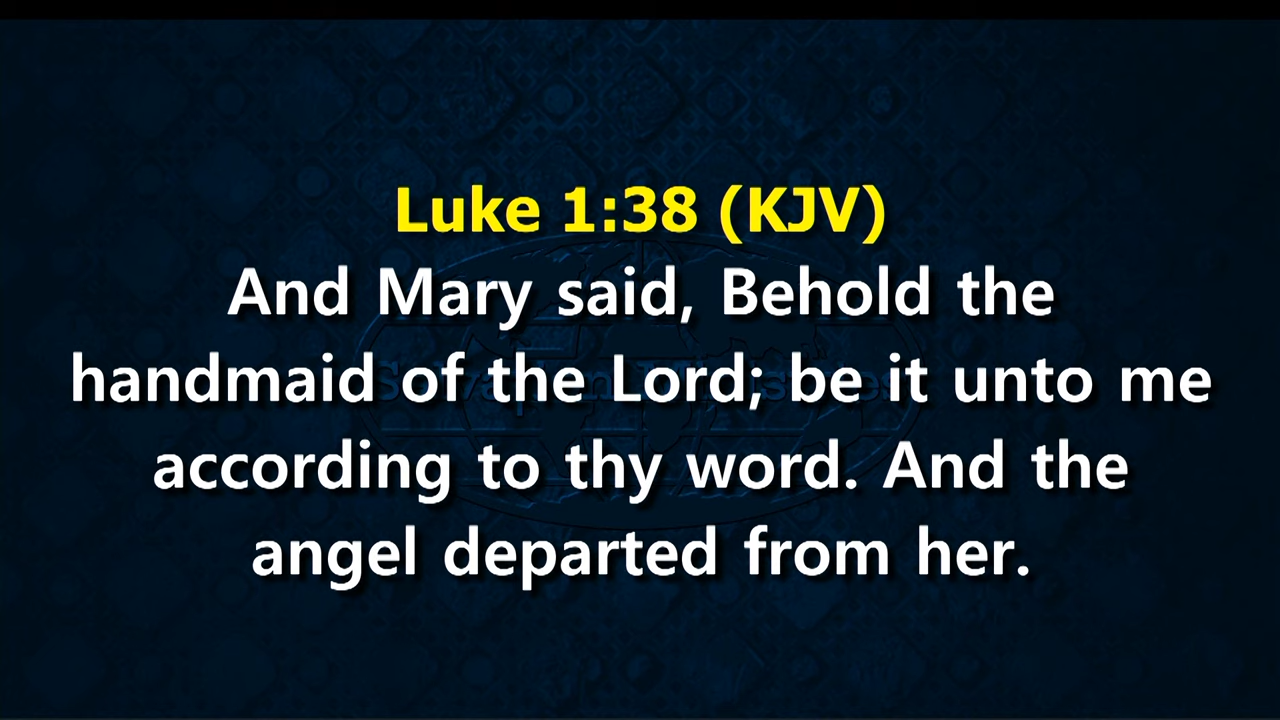 Luke 1:38 (KJV)
And Mary said, Behold the
handmaid of the Lord; be it unto me
according to thy word. And the
angel departed from her.